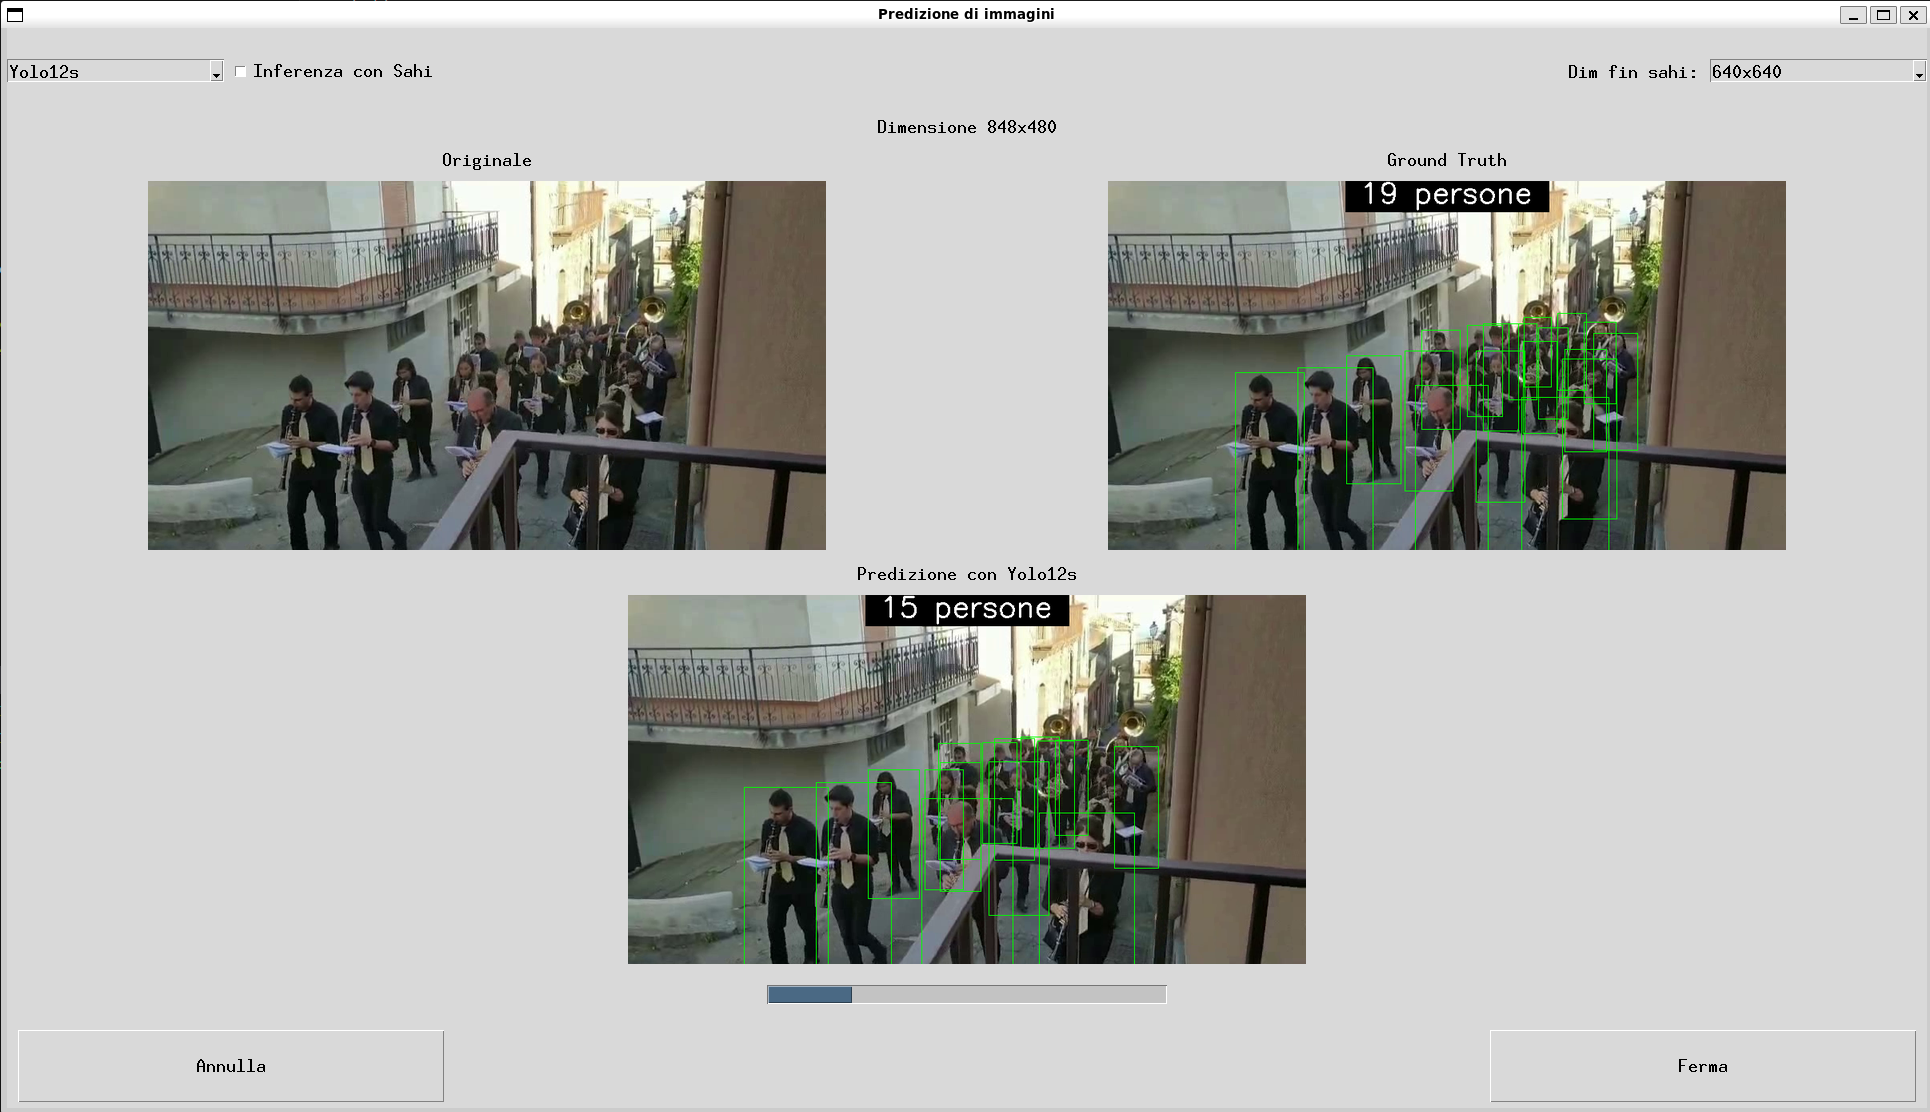 Predizione di immagini
Yolo12s
Inferenza con Sahi
Dim fin sahi: 640x640
Dimensione 848x480
Originale
Ground Truth
19 persone
Predizione con Yolo12s
15 persone
Annulla
Ferma